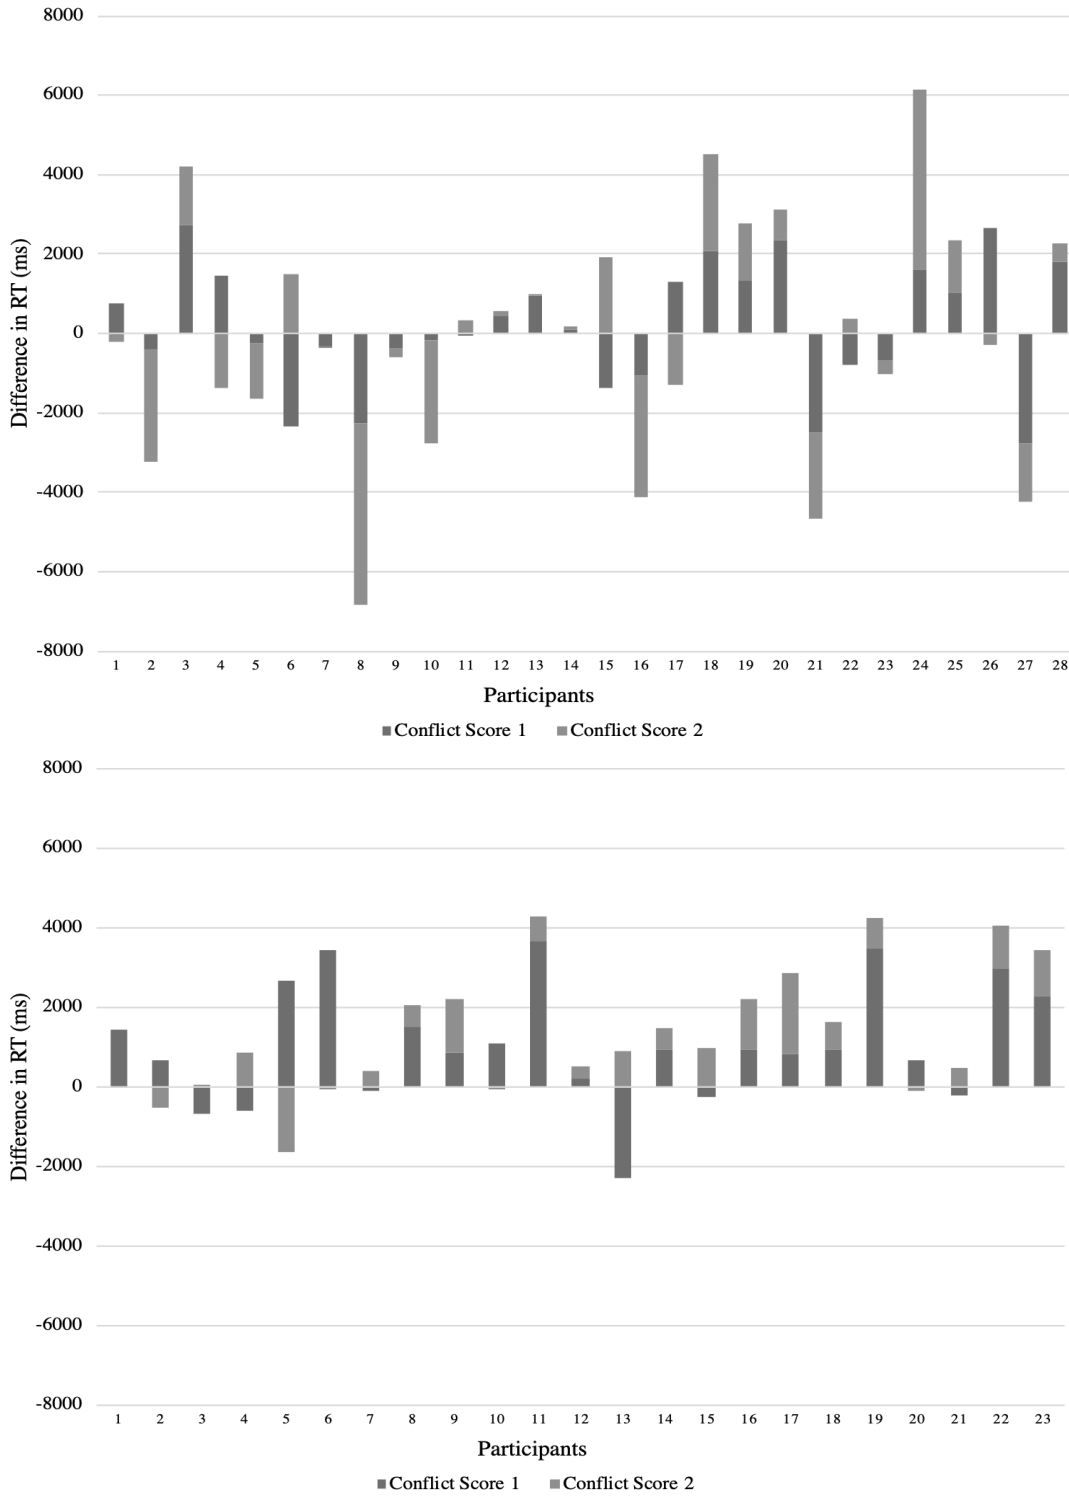 8000
6000
4000
2000
0
-2000
-4000
-6000
-8000
Difference in RT (ms)
1 2 3 4 5 6 7 8 9 10 11 12 13 14 15 16 17 18 19 20 21 22 23 24 25 26 27 28
Participants
Conflict Score 1 Conflict Score 2
8000
6000
4000
2000
0
-2000
-4000
-6000
-8000
Difference in RT (ms)
1 2 3 4 5 6 7 8 9 10 11 12 13 14 15 16 17 18 19 20 21 22 23
Participants
Conflict Score 1 Conflict Score 2